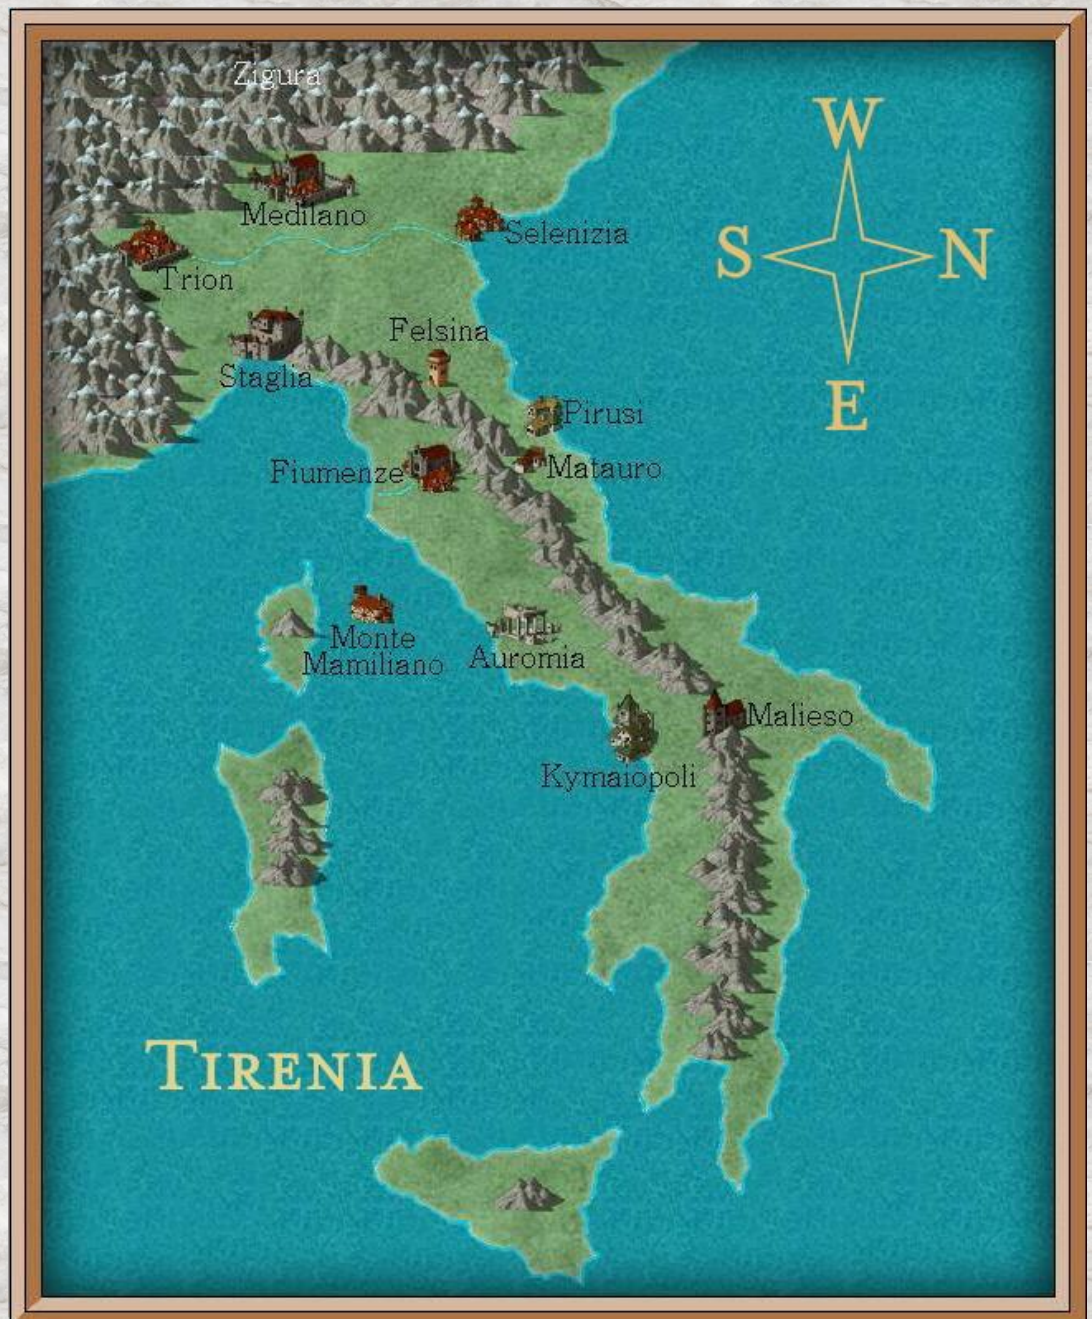 Zigura
W
Medilano
Selenizia
S
N
Trion
Felsina
Staglia
E
Pirusi
Fiumenze
Matauro
Monte
Mamiliano
Auromia
Malieso
Kymaiopoli
TIRENIA